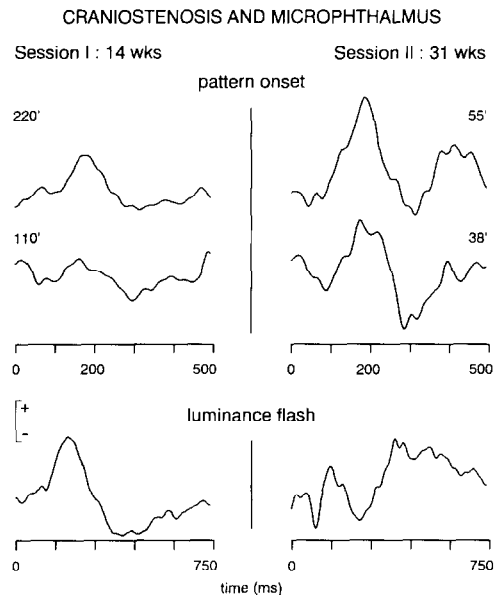 CRANIOSTENOSIS AND MICROPHTHALMUS
Session I : 14 wks
Session II : 31 wks
pattern onset
220'
55'
110'
38'
0 200 500
0 200 500
+
-
luminance flash
0 750
0 750
time (ms)